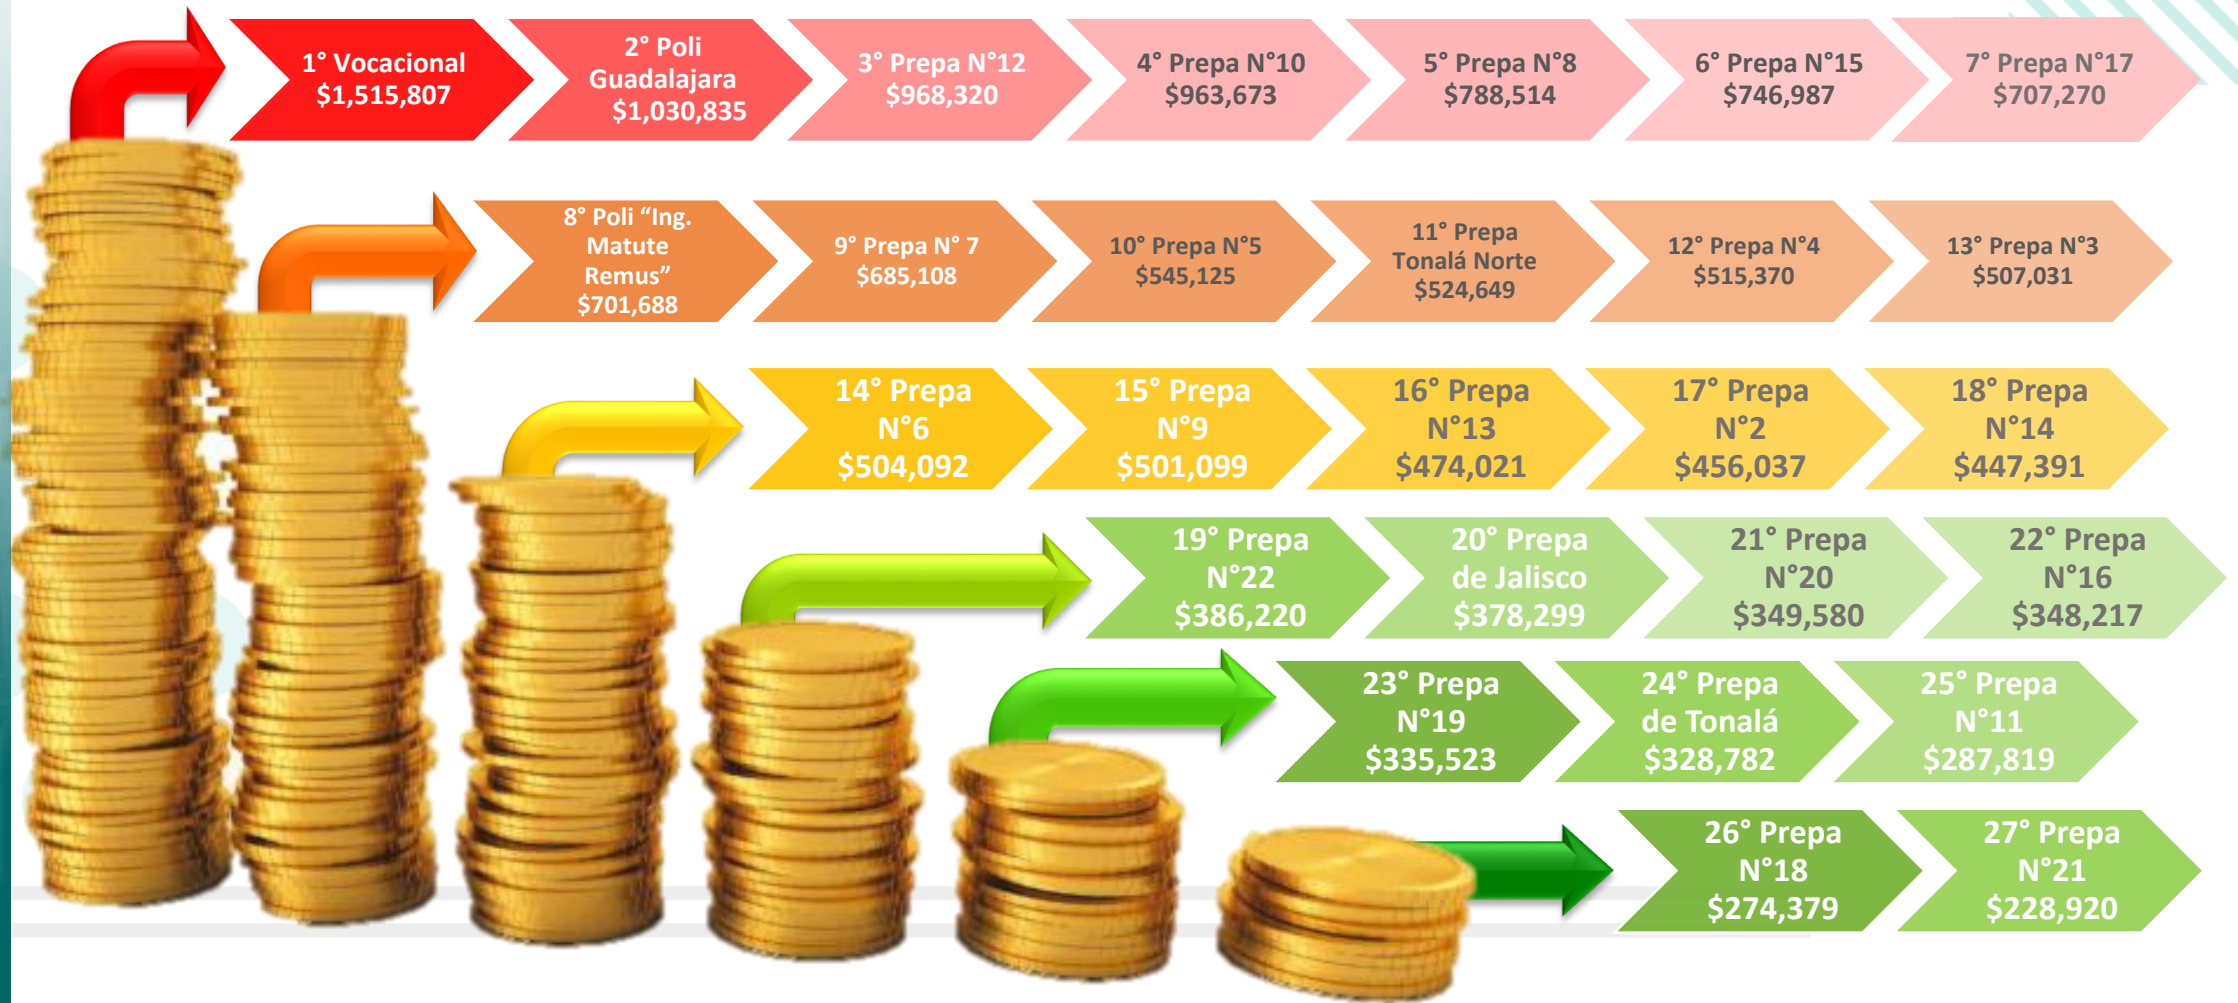 1° Vocacional
$1,515,807
2° Poli
Guadalajara
$1,030,835
3° Prepa N°12
$968,320
4° Prepa N°10
$963,673
5° Prepa N°8
$788,514
6° Prepa N°15
$746,987
7° Prepa N°17
$707,270
8° Poli “Ing.
Matute
Remus”
$701,688
9° Prepa N° 7
$685,108
10° Prepa N°5
$545,125
11° Prepa
Tonalá Norte
$524,649
12° Prepa N°4
$515,370
13° Prepa N°3
$507,031
14° Prepa
N°6
$504,092
15° Prepa
N°9
$501,099
16° Prepa
N°13
$474,021
17° Prepa
N°2
$456,037
18° Prepa
N°14
$447,391
19° Prepa
N°22
$386,220
20° Prepa
de Jalisco
$378,299
21° Prepa
N°20
$349,580
22° Prepa
N°16
$348,217
23° Prepa
N°19
$335,523
24° Prepa
de Tonalá
$328,782
25° Prepa
N°11
$287,819
26° Prepa
N°18
$274,379
27° Prepa
N°21
$228,920